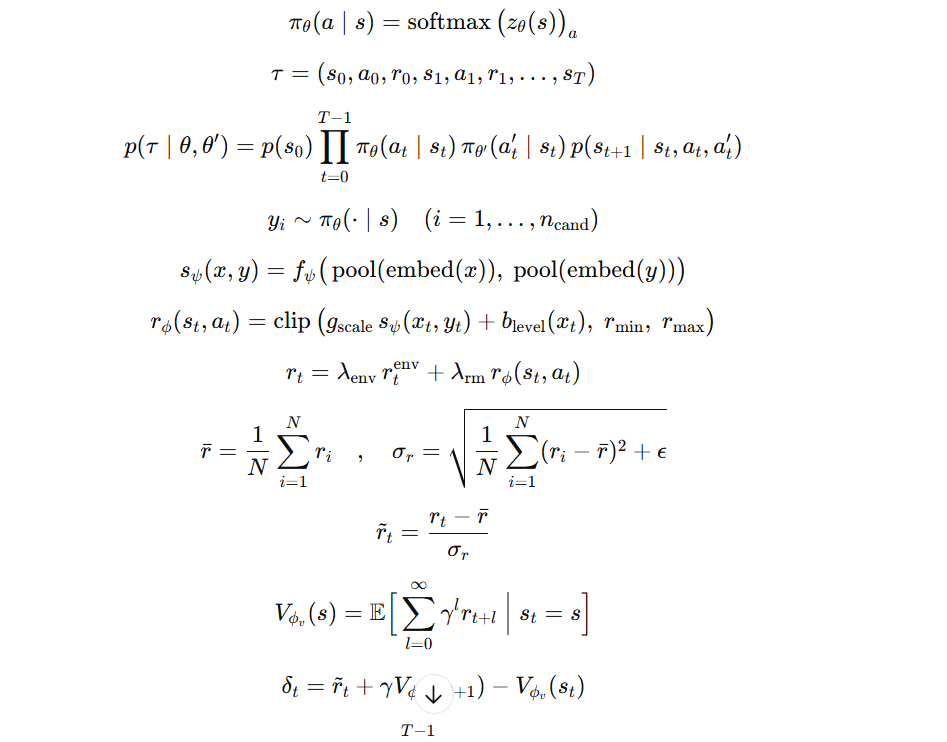 π_θ(a | s) = softmax (z_θ(s))_a
τ = (s_0, a_0, r_0, s_1, a_1, r_1, . . . , s_T)
p(τ | θ, θ′) = p(s_0) ∏_{t=0}^{T−1} π_θ(a_t | s_t) π_{θ′}(a′_t | s_t) p(s_{t+1} | s_t, a_t, a′_t)
y_i ∼ π_θ(· | s) (i = 1, . . . , n_cand)
s_ψ(x, y) = f_ψ(pool(embed(x)), pool(embed(y)))
r_ϕ(s_t, a_t) = clip (g_scale s_ψ(x_t, y_t) + b_level(x_t), r_min, r_max)
r_t = λ_env r_t^env + λ_rm r_ϕ(s_t, a_t)
r̄ = 1/N ∑_{i=1}^{N} r_i , σ_r = √(1/N ∑_{i=1}^{N} (r_i − r̄)² + ϵ)
r̃_t = (r_t − r̄)/σ_r
V_{ϕ_v}(s) = 𝔼[∑_{l=0}^{∞} γ^l r_{t+l} | s_t = s]
δ_t = r̃_t + γV +1) − V_{ϕ_v}(s_t)
T−1